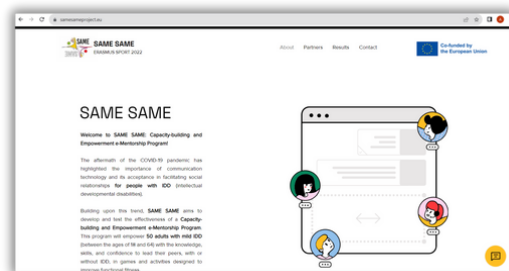 samesameproject.eu
SAME SAME
ERASMUS-SPORT 2022
About Partners Results Contact
Co-funded by
the European Union
SAME
SAME SAME
Welcome to SAME SAME: Capacity-building and
Empowerment e-Mentorship Program!
The aftermath of the COVID-19 pandemic has
highlighted the importance of communication
technology and its acceptance in facilitating social
relationships for people with IDD (intellectual
developmental disabilities).
Building upon this trend, SAME SAME aims to
develop and test the effectiveness of a Capacity-
building and Empowerment e-Mentorship Program.
This program will empower 50 adults with mild IDD
(between the ages of 18 and 64) with the knowledge,
skills, and confidence to lead their peers, with or
without IDD, in games and activities designed to
improve functional fitness